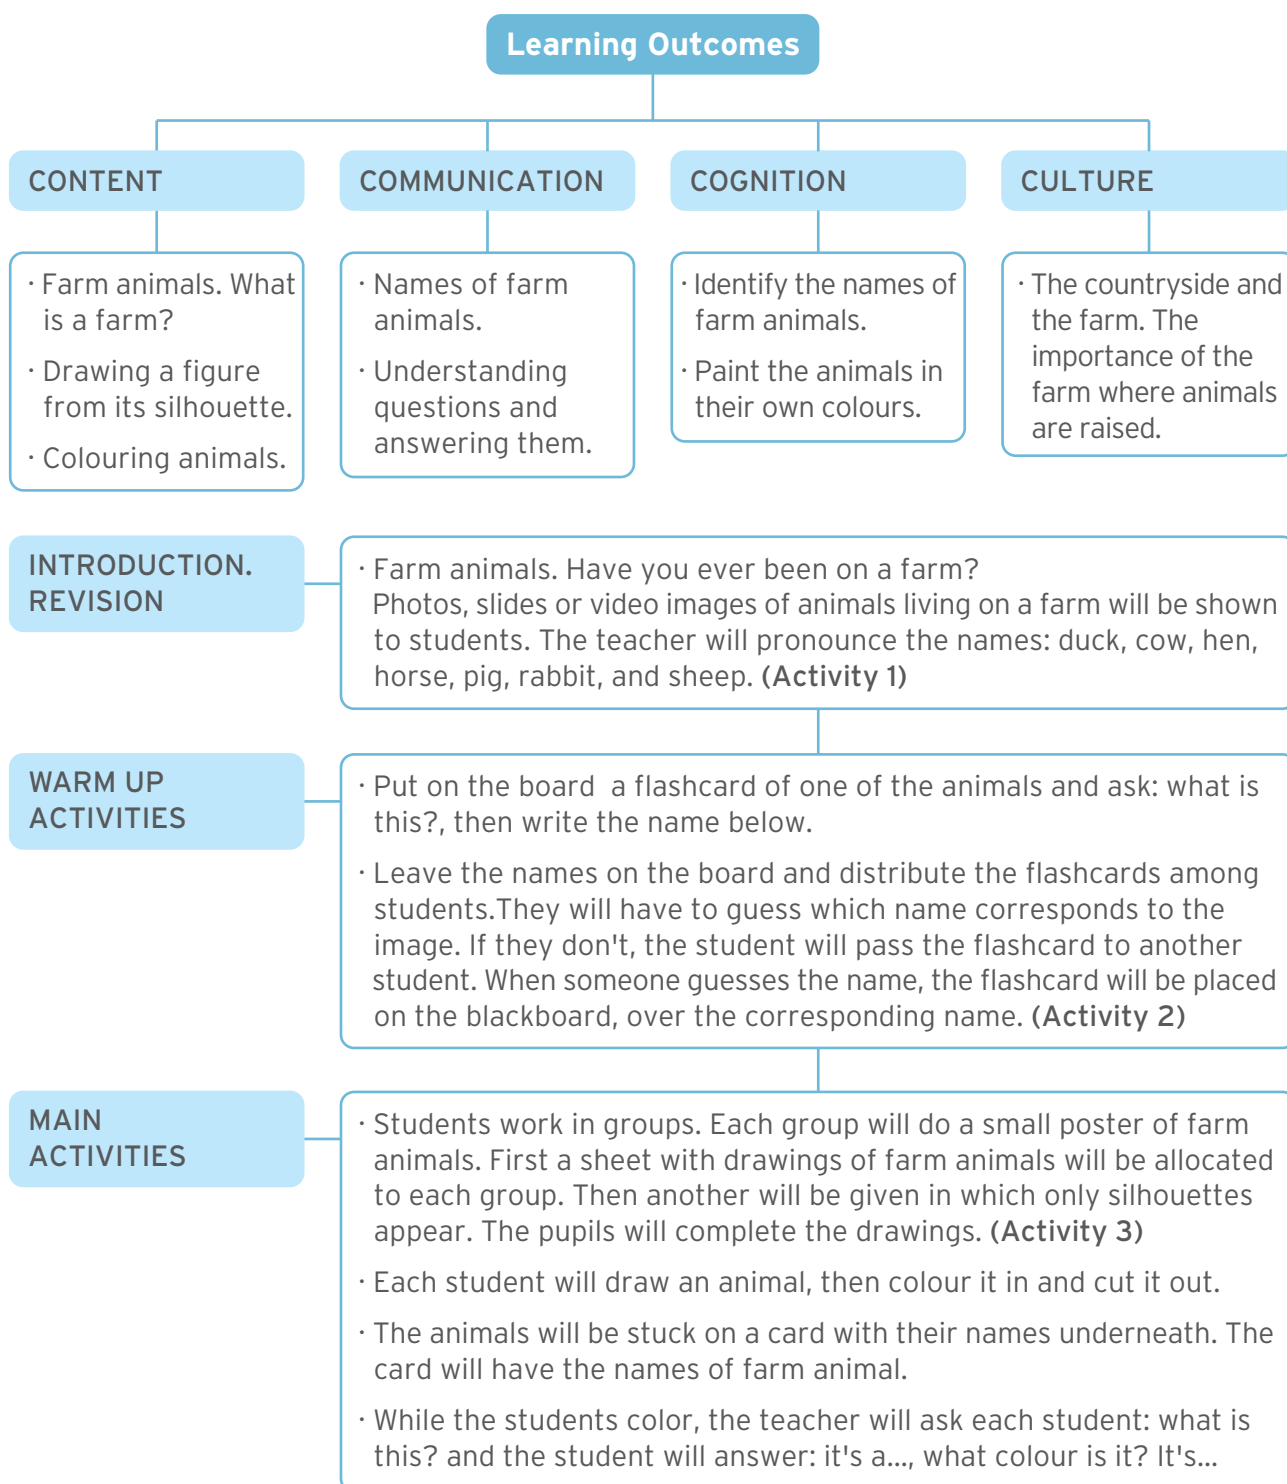 Learning Outcomes
CONTENT
COMMUNICATION
COGNITION
CULTURE
· Farm animals. What
is a farm?
· Drawing a figure
from its silhouette.
· Colouring animals.
· Names of farm
animals.
· Understanding
questions and
answering them.
· Identify the names of
farm animals.
· Paint the animals in
their own colours.
· The countryside and
the farm. The
importance of the
farm where animals
are raised.
INTRODUCTION.
REVISION
· Farm animals. Have you ever been on a farm?
Photos, slides or video images of animals living on a farm will be shown
to students. The teacher will pronounce the names: duck, cow, hen,
horse, pig, rabbit, and sheep. (Activity 1)
WARM UP
ACTIVITIES
· Put on the board a flashcard of one of the animals and ask: what is
this?, then write the name below.
· Leave the names on the board and distribute the flashcards among
students.They will have to guess which name corresponds to the
image. If they don't, the student will pass the flashcard to another
student. When someone guesses the name, the flashcard will be placed
on the blackboard, over the corresponding name. (Activity 2)
MAIN
ACTIVITIES
· Students work in groups. Each group will do a small poster of farm
animals. First a sheet with drawings of farm animals will be allocated
to each group. Then another will be given in which only silhouettes
appear. The pupils will complete the drawings. (Activity 3)
· Each student will draw an animal, then colour it in and cut it out.
· The animals will be stuck on a card with their names underneath. The
card will have the names of farm animal.
· While the students color, the teacher will ask each student: what is
this? and the student will answer: it's a..., what colour is it? It's...